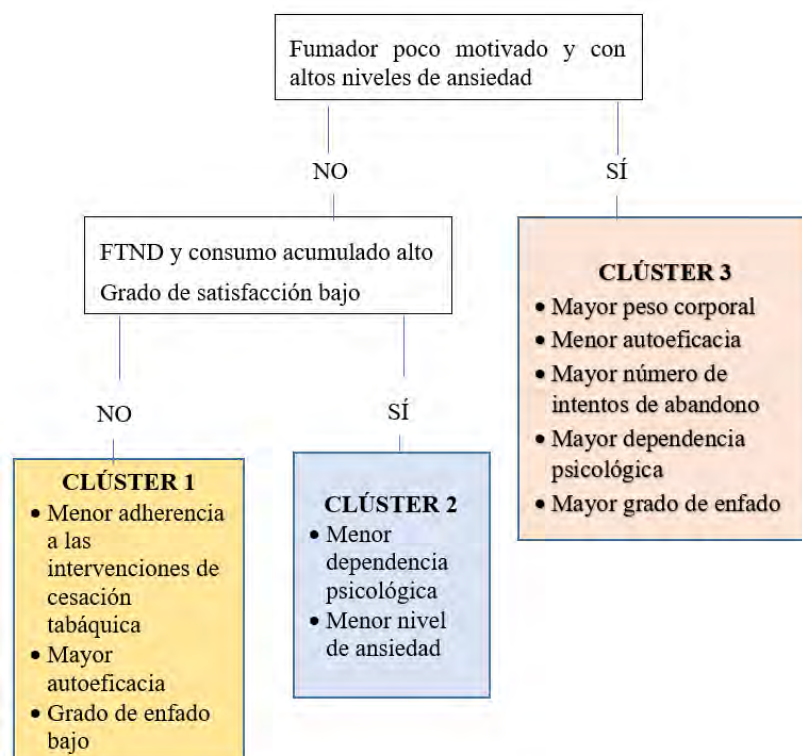 Fumador poco motivado y con
altos niveles de ansiedad
NO
SÍ
FTND y consumo acumulado alto
Grado de satisfacción bajo
CLÚSTER 3
• Mayor peso corporal
• Menor autoeficacia
• Mayor número de
intentos de abandono
• Mayor dependencia
psicológica
• Mayor grado de enfado
NO
SÍ
CLÚSTER 1
• Menor adherencia
a las
intervenciones de
cesación
tabáquica
• Mayor
autoeficacia
• Grado de enfado
bajo
CLÚSTER 2
• Menor
dependencia
psicológica
• Menor nivel
de ansiedad